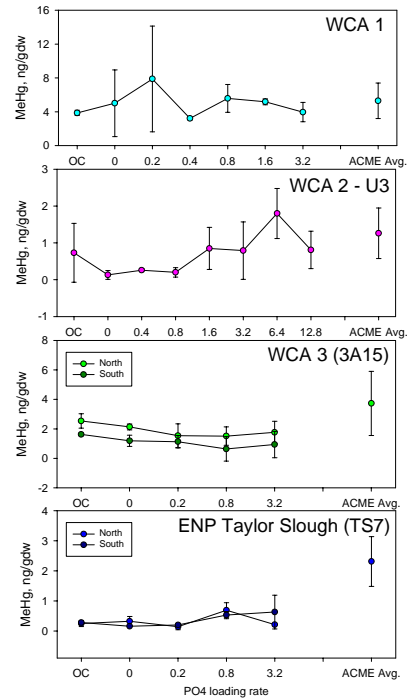 WCA 1
MeHg, ng/gdw
16
12
8
4
0
OC 0 0.2 0.4 0.8 1.6 3.2 ACME Avg.
WCA 2 - U3
MeHg, ng/gdw
3
2
1
0
-1
OC 0 0.4 0.8 1.6 3.2 6.4 12.8 ACME Avg.
WCA 3 (3A15)
North
South
MeHg, ng/gdw
8
6
4
2
0
-2
OC 0 0.2 0.8 3.2 ACME Avg.
ENP Taylor Slough (TS7)
North
South
MeHg, ng/gdw
4
3
2
1
0
OC 0 0.2 0.8 3.2 ACME Avg.
PO4 loading rate